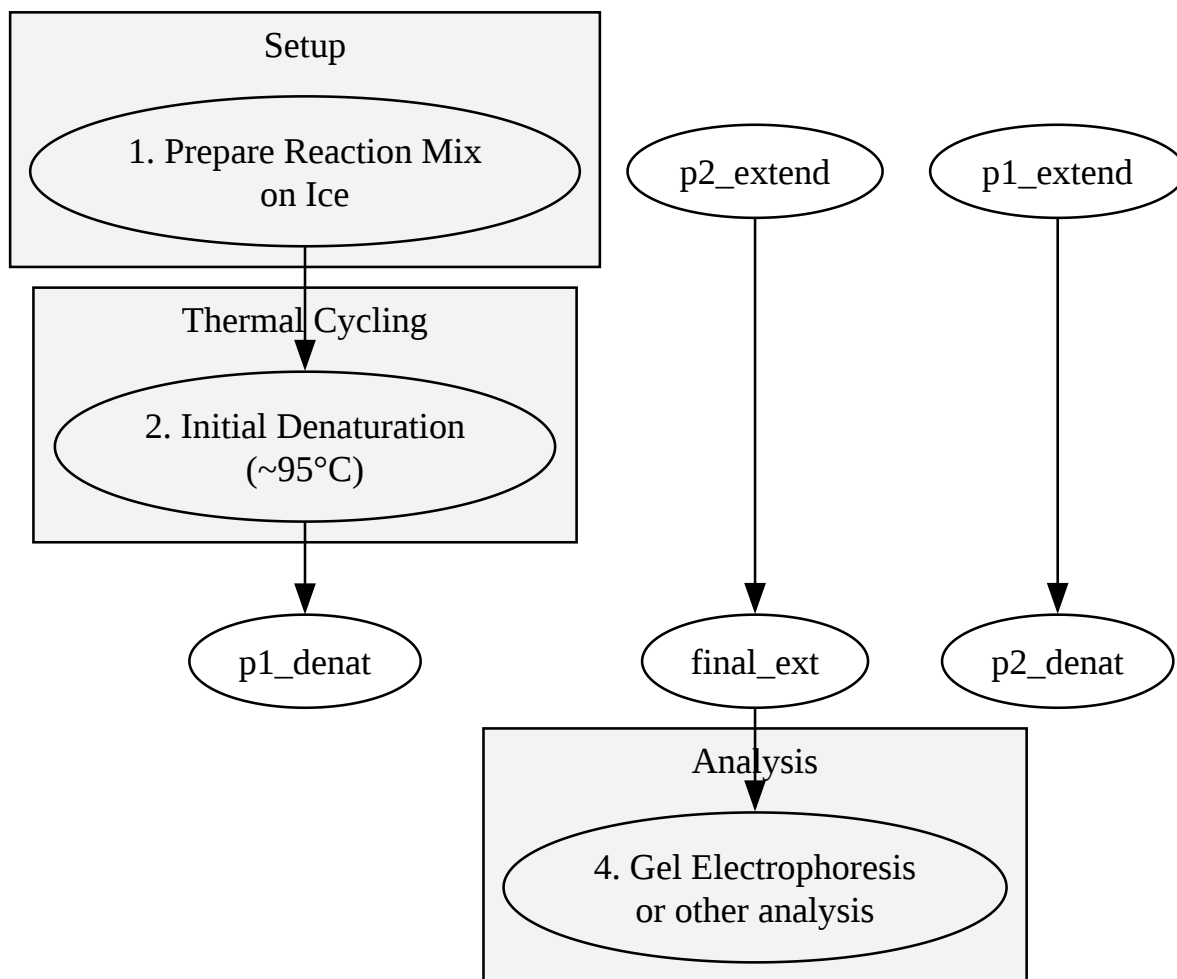 Setup
1. Prepare Reaction Mix
on Ice
p2_extend
p1_extend
Thermal Cycling
2. Initial Denaturation
(~95°C)
p1_denat
final_ext
p2_denat
Analysis
4. Gel Electrophoresis
or other analysis